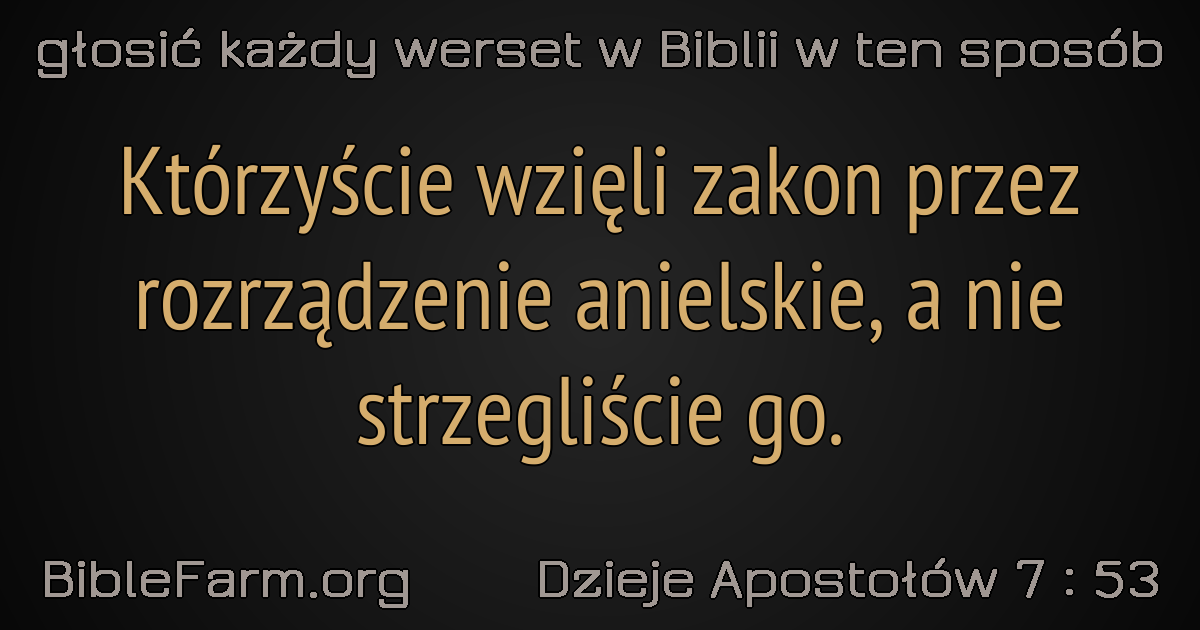 głosić każdy werset w Biblii w ten sposób
Którzyście wzięli zakon przez
rozrządzenie anielskie, a nie
strzegliście go.
BibleFarm.org Dzieje Apostołów 7 : 53